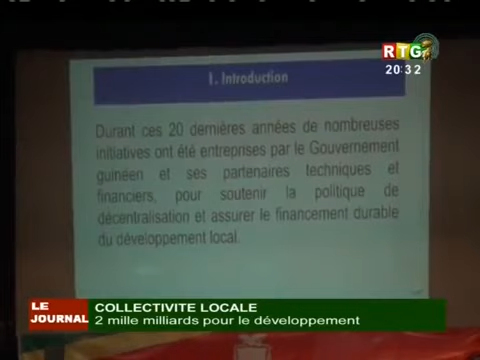 RTG
20:32
1. Introduction
Durant ces 20 dernières années de nombreuses
initiatives ont été entreprises par le Gouvernement
guinéen et ses partenaires techniques et
financiers, pour soutenir la politique de
décentralisation et assurer le financement durable
du développement local.
LE
JOURNAL
COLLECTIVITE LOCALE
2 mille milliards pour le développement